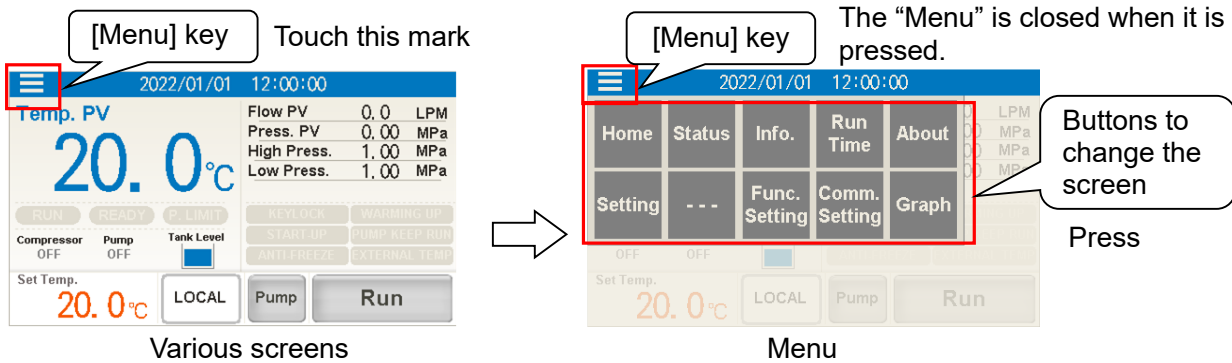 [Menu] key
Touch this mark
2022/01/01 12:00:00
Temp. PV
20.0℃
Flow PV 0.0 LPM
Press. PV 0.00 MPa
High Press. 1.00 MPa
Low Press. 1.00 MPa
RUN READY P. LIMIT
KEYLOCK WARMING UP
START UP PUMP KEEP RUN
ANTI-FREEZE EXTERNAL TEMP
Compressor Pump Tank Level
OFF OFF
Set Temp.
20.0℃
LOCAL Pump Run
Various screens
[Menu] key
The “Menu” is closed when it is
pressed.
2022/01/01 12:00:00
Home Status Info. Run
Time About
Setting --- Func.
Setting Comm.
Setting Graph
LPM
MPa
MPa
MPa
OFF OFF
Set Temp.
20.0℃
LOCAL Pump Run
Buttons to
change the
screen
Press
Menu